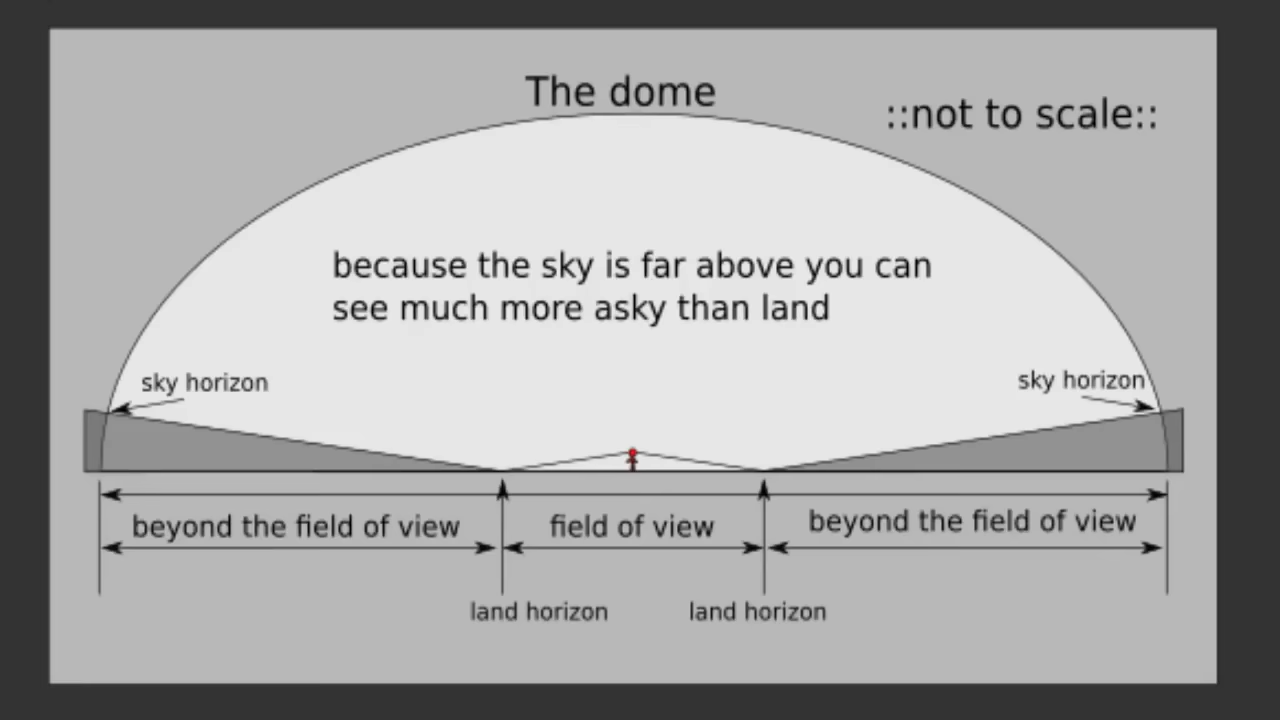 The dome
::not to scale::
because the sky is far above you can
see much more asky than land
sky horizon
sky horizon
beyond the field of view
field of view
beyond the field of view
land horizon
land horizon